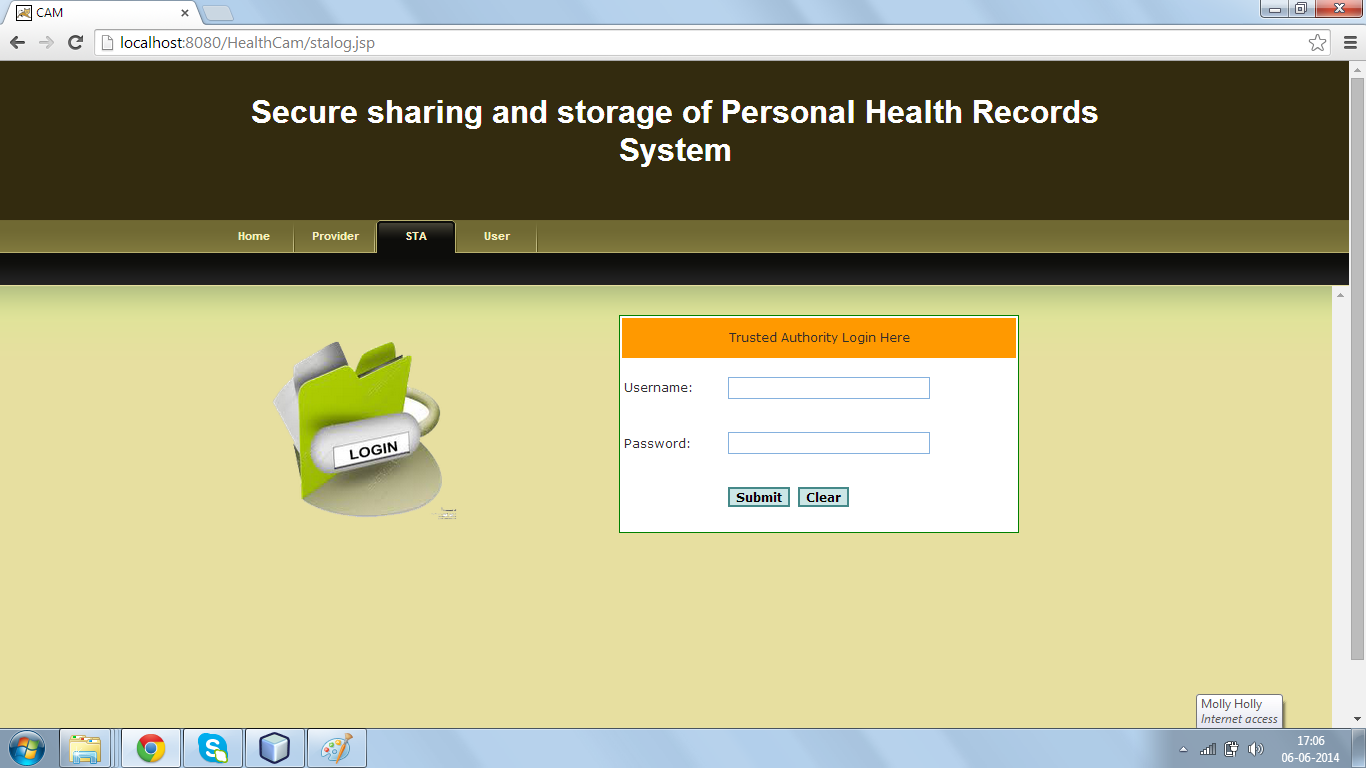 CAM
localhost:8080/HealthCam/stalog.jsp
Secure sharing and storage of Personal Health Records
System
Home
Provider
STA
User
Trusted Authority Login Here
Username:
LOGIN
Password:
Submit
Clear
Molly Holly
Internet access
17:06
06-06-2014